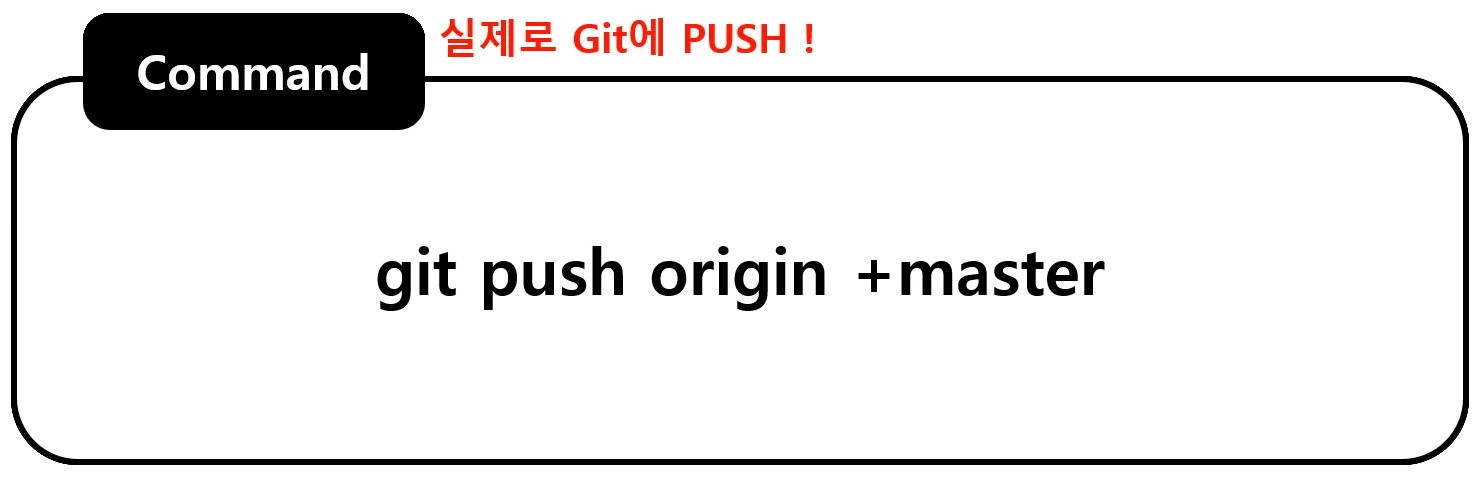 실제로 Git에 PUSH !
Command
git push origin +master